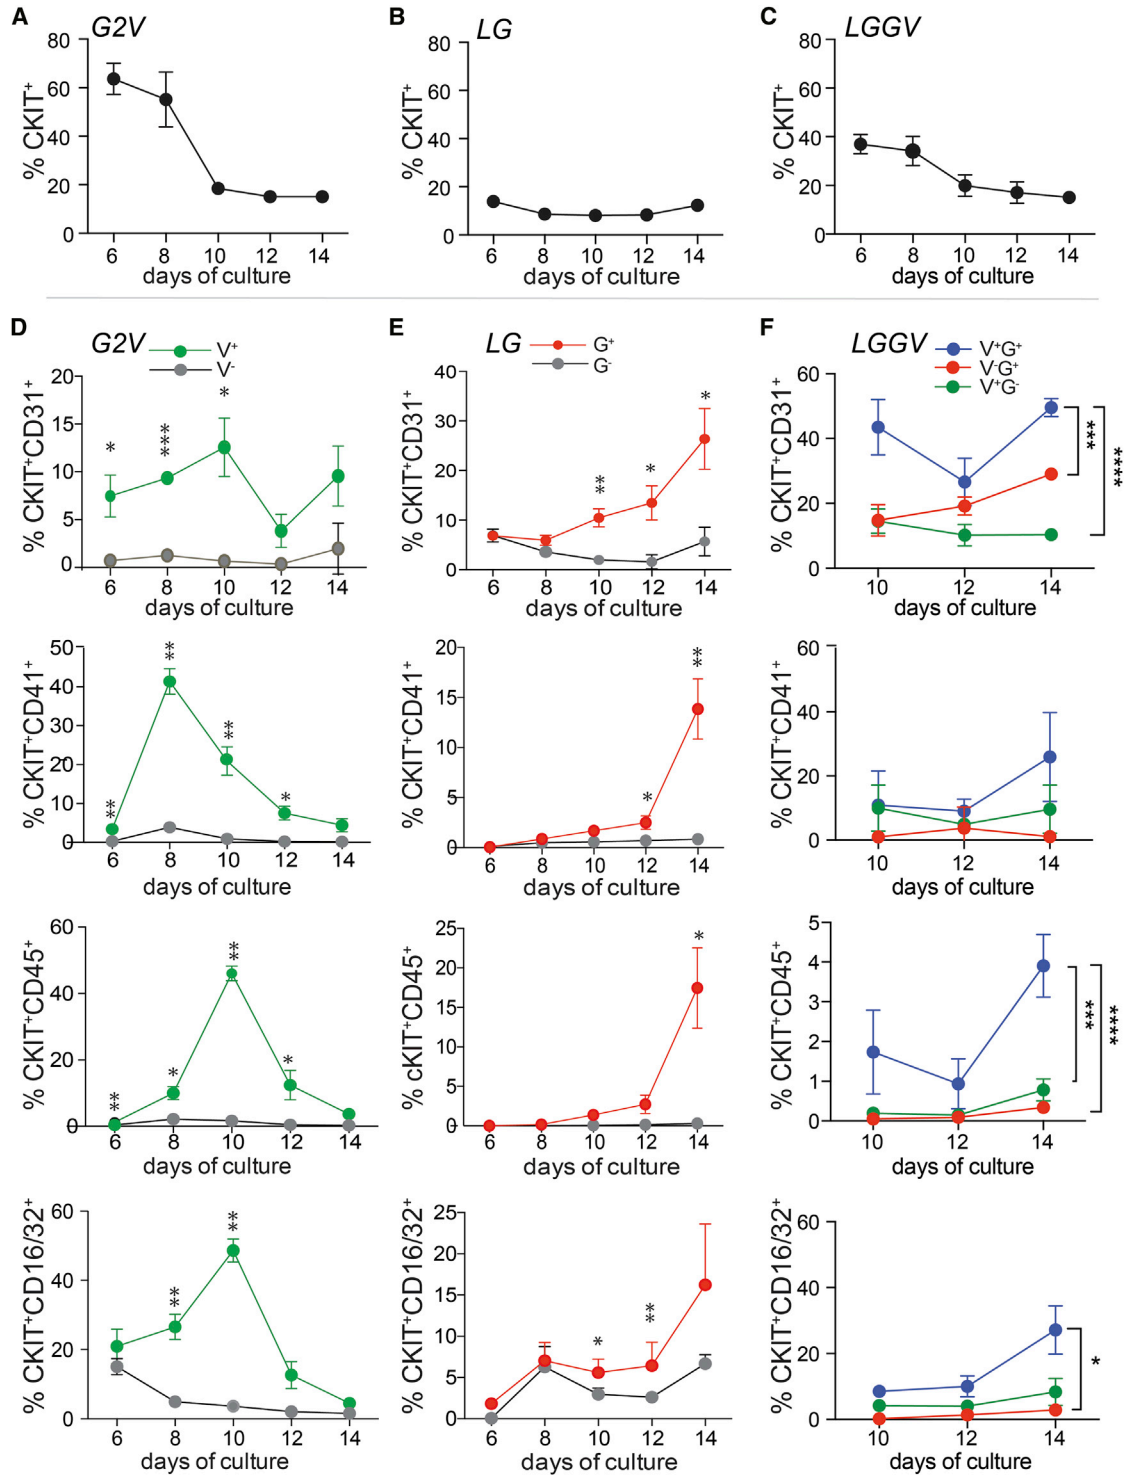 A
G2V
% CKIT+
80
60
40
20
0
6 8 10 12 14
days of culture
B
LG
% CKIT+
80
60
40
20
0
6 8 10 12 14
days of culture
C
LGGV
% CKIT+
80
60
40
20
0
6 8 10 12 14
days of culture
D
G2V
V+
V-
% CKIT+CD31+
20
15
10
5
0
* *** *
6 8 10 12 14
days of culture
% CKIT+CD41+
50
40
30
20
10
0
** ** ** *
6 8 10 12 14
days of culture
% CKIT+CD45+
60
40
20
0
** * ** *
6 8 10 12 14
days of culture
% CKIT+CD16/32+
60
40
20
0
** **
6 8 10 12 14
days of culture
E
LG
G+
G-
% CKIT+CD31+
40
30
20
10
0
** * *
6 8 10 12 14
days of culture
% CKIT+CD41+
20
15
10
5
0
* **
6 8 10 12 14
days of culture
% cKIT+CD45+
25
20
15
10
5
0
*
6 8 10 12 14
days of culture
% CKIT+CD16/32+
25
20
15
10
5
0
* **
6 8 10 12 14
days of culture
F
LGGV
V+G+
V-G+
V+G-
% CKIT+CD31+
60
40
20
0
*** ****
10 12 14
days of culture
% CKIT+CD41+
60
40
20
0
10 12 14
days of culture
% CKIT+CD45+
5
4
3
2
1
0
*** ****
10 12 14
days of culture
% CKIT+CD16/32+
60
40
20
0
*
10 12 14
days of culture